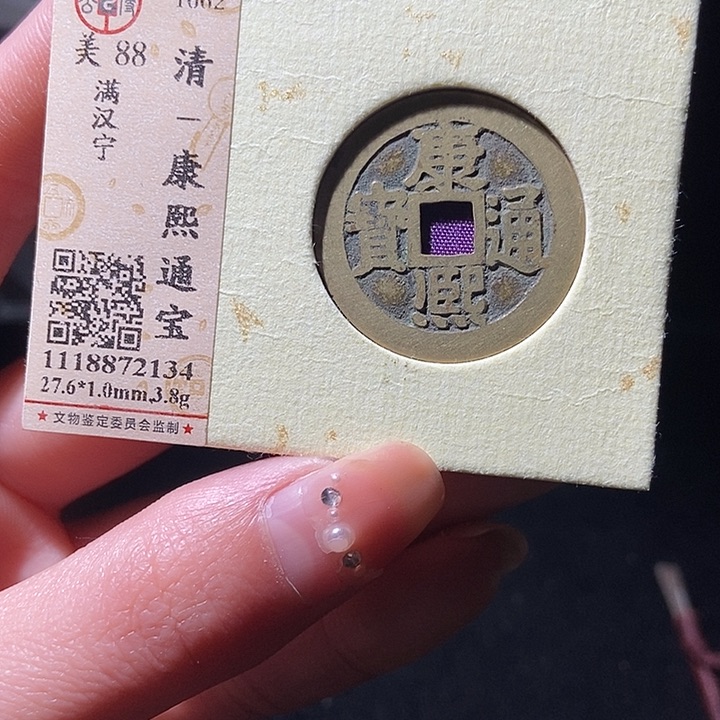 1662
美 88
满汉宁
清－康熙通宝
1118872134
27.6*1.0mm,3.8g
★ 文物鉴定委员会监制 ★
康熙通寶